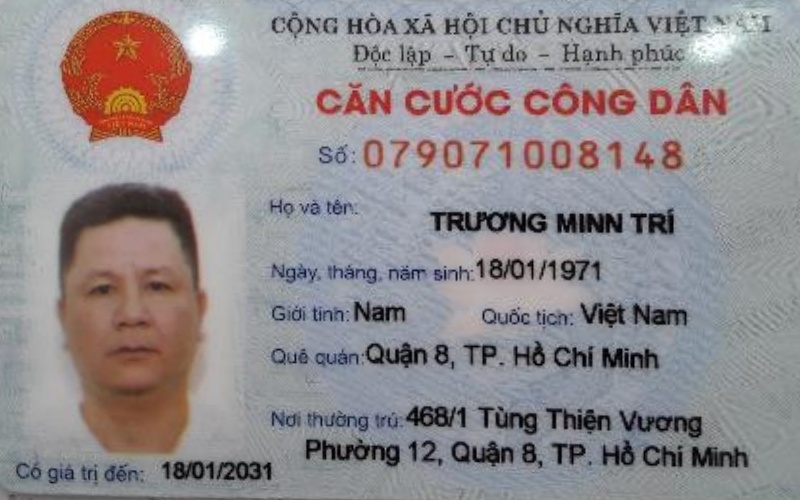 CỘNG HÒA XÃ HỘI CHỦ NGHĨA VIỆT NAM
Độc lập - Tự do - Hạnh phúc
CĂN CƯỚC CÔNG DÂN
Số: 079071008148
Họ và tên:
TRƯƠNG MINN TRÍ
Ngày, tháng, năm sinh: 18/01/1971
Giới tính: Nam Quốc tịch: Việt Nam
Quê quán: Quận 8, TP. Hồ Chí Minh
Nơi thường trú: 468/1 Tùng Thiện Vương
Phường 12, Quận 8, TP. Hồ Chí Minh
Có giá trị đến: 18/01/2031